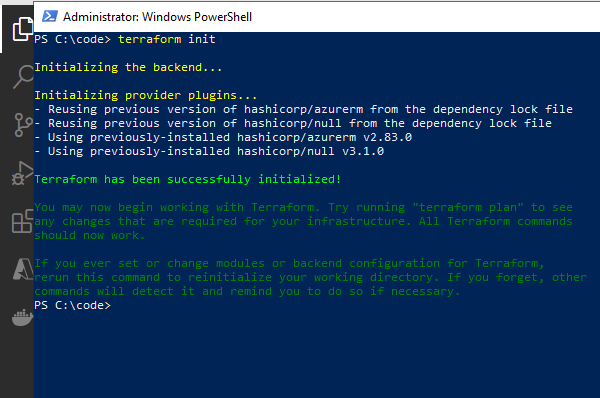 Administrator: Windows PowerShell
PS C:\code> terraform init
Initializing the backend...
Initializing provider plugins...
- Reusing previous version of hashicorp/azurerm from the dependency lock file
- Reusing previous version of hashicorp/null from the dependency lock file
- Using previously-installed hashicorp/azurerm v2.83.0
- Using previously-installed hashicorp/null v3.1.0
Terraform has been successfully initialized!
You may now begin working with Terraform. Try running "terraform plan" to see
any changes that are required for your infrastructure. All Terraform commands
should now work.
If you ever set or change modules or backend configuration for Terraform,
rerun this command to reinitialize your working directory. If you forget, other
commands will detect it and remind you to do so if necessary.
PS C:\code>